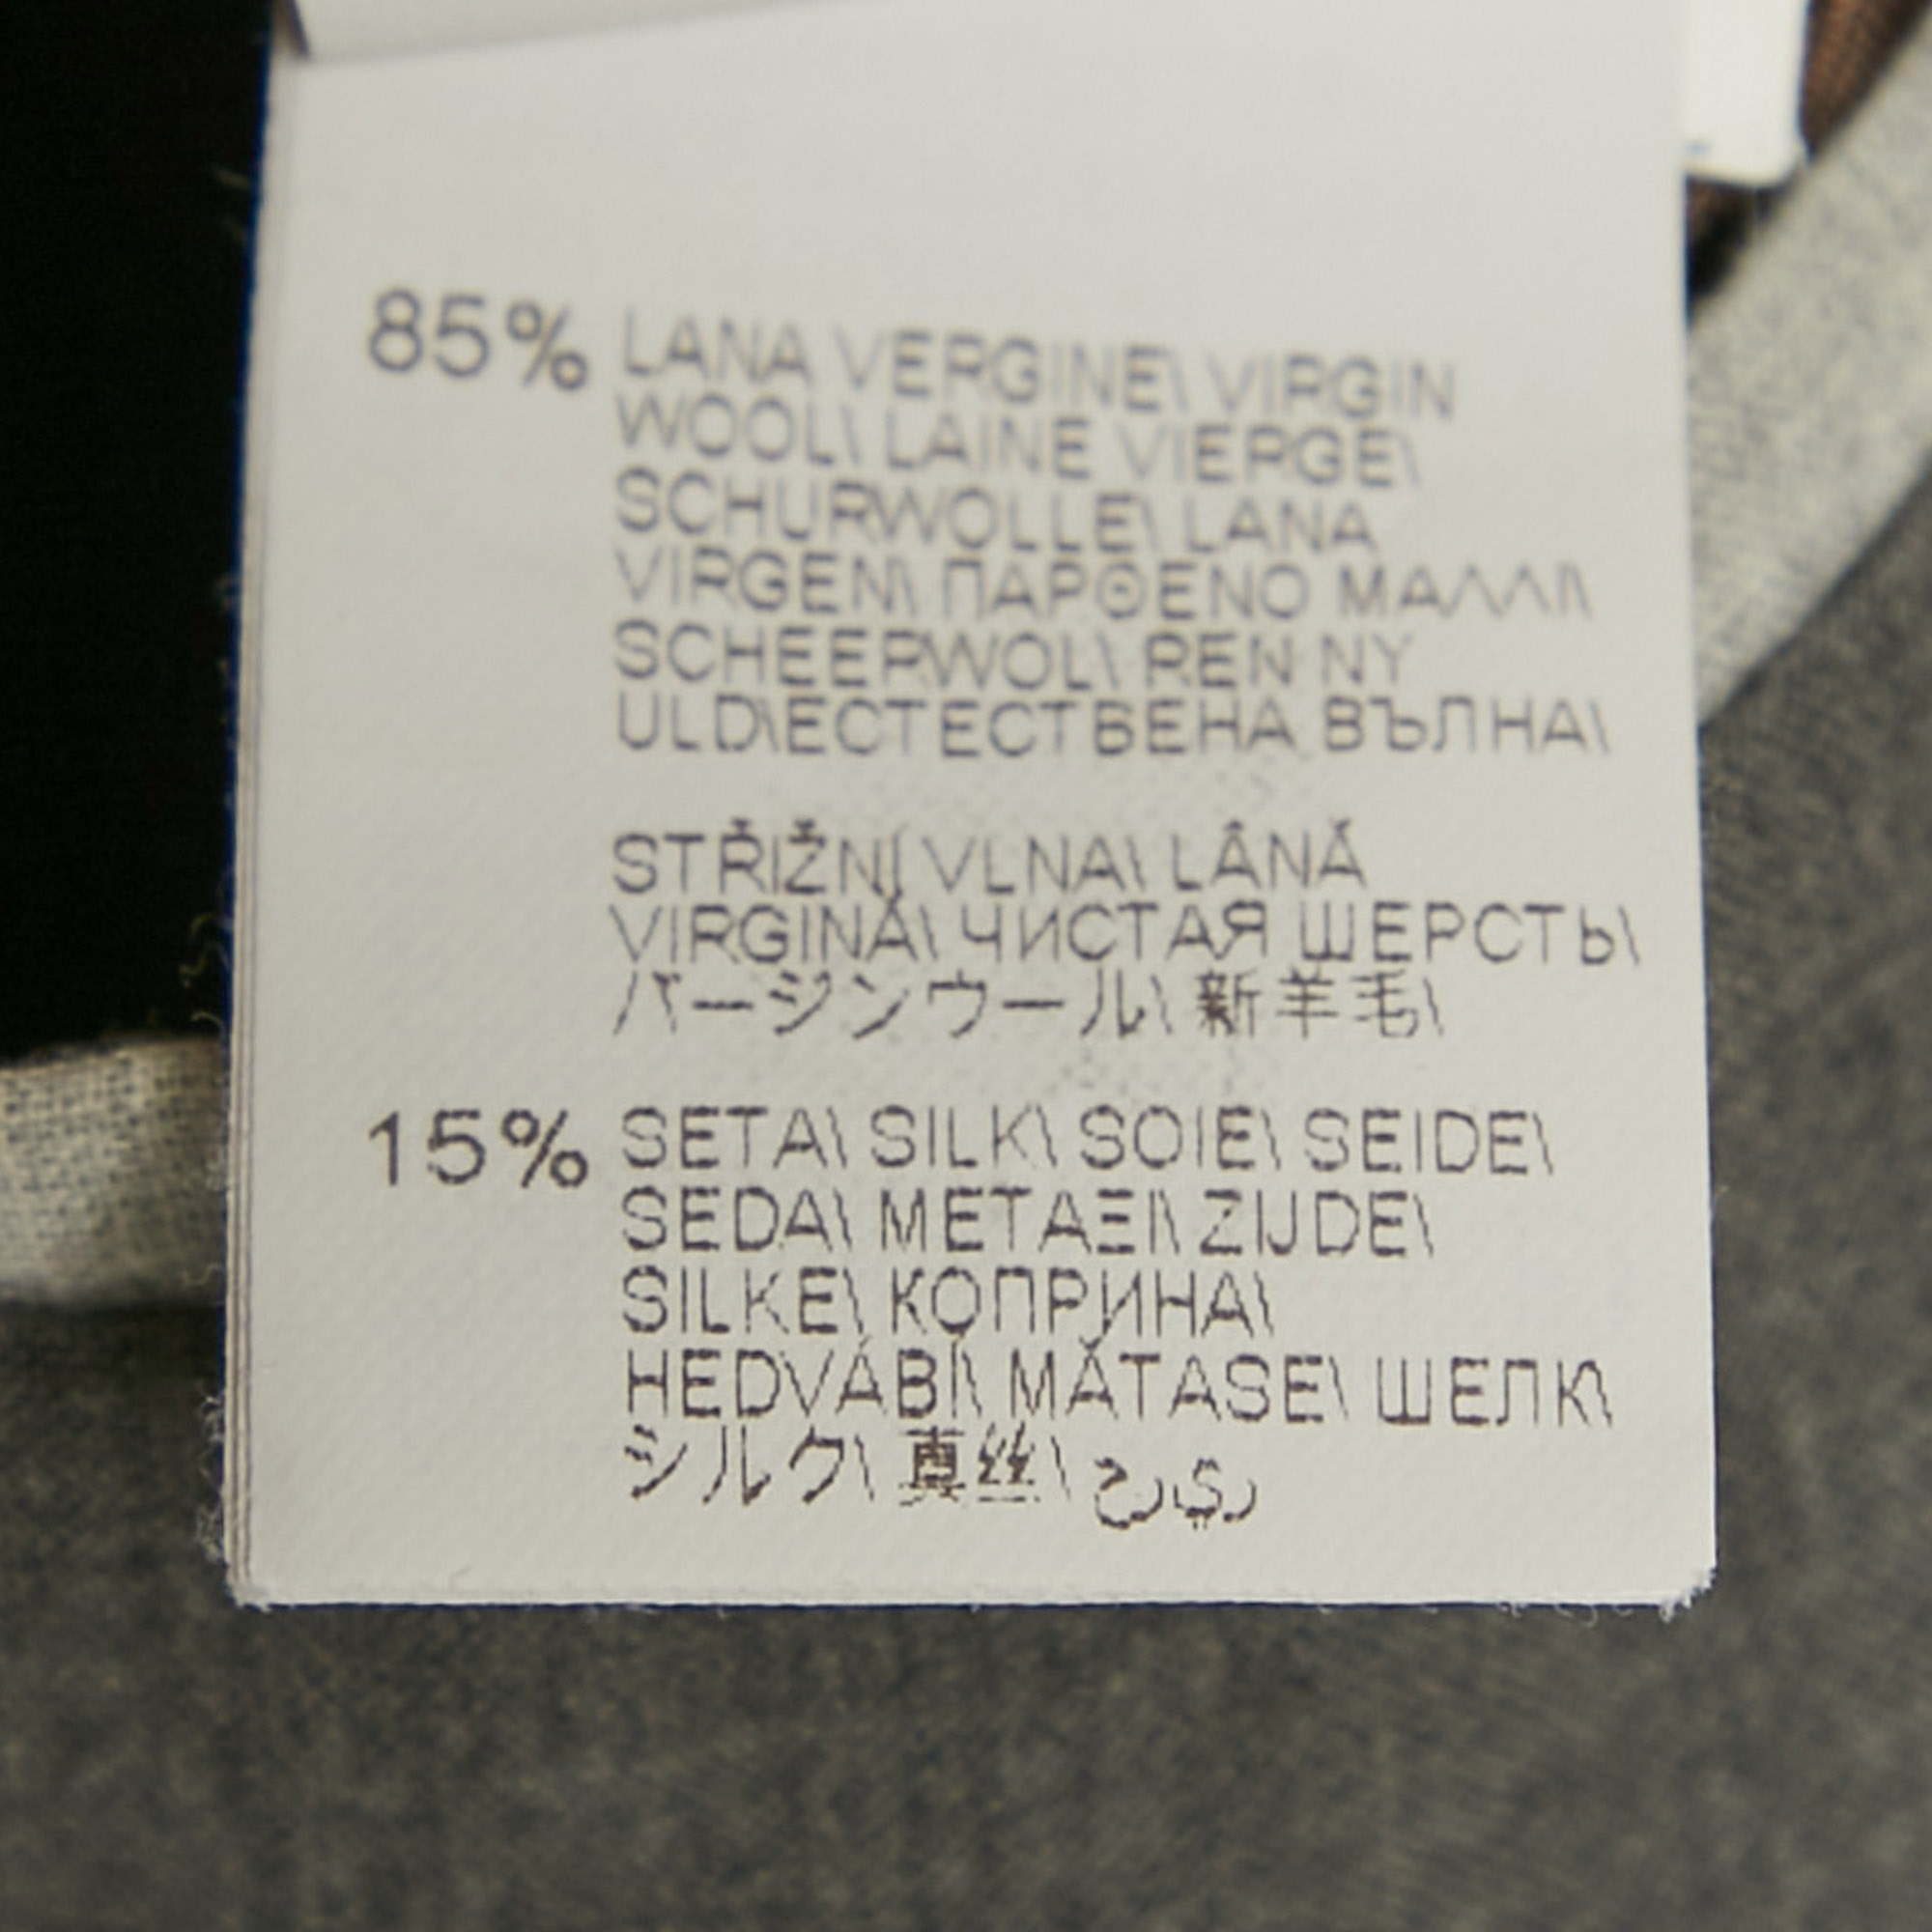 85% LANA VERGINE\ VIRGIN
WOOL\ LAINE VIERGE\
SCHURWOLLE\ LANA
VIRGEN\ ΠΑΡΘΕΝΟ ΜΑΛΛΙ\
SCHEERWOL\ REN NY
ULD\ЕСТЕСТБЕНА ВЪЛНА\
STŘIŽNÍ VLNA\ LÂNĂ
VIRGINĂ\ ЧИСТАЯ ШЕРСТЬ\
バージンウール\ 新羊毛\
15% SETA\ SILK\ SOIE\ SEIDE\
SEDA\ ΜΕΤΑΞΙ\ ZIJDE\
SILKE\ КОПРИНА\
HEDVÁBÍ\ MĂTASE\ ШЕЛК\
シルク\ 真丝\